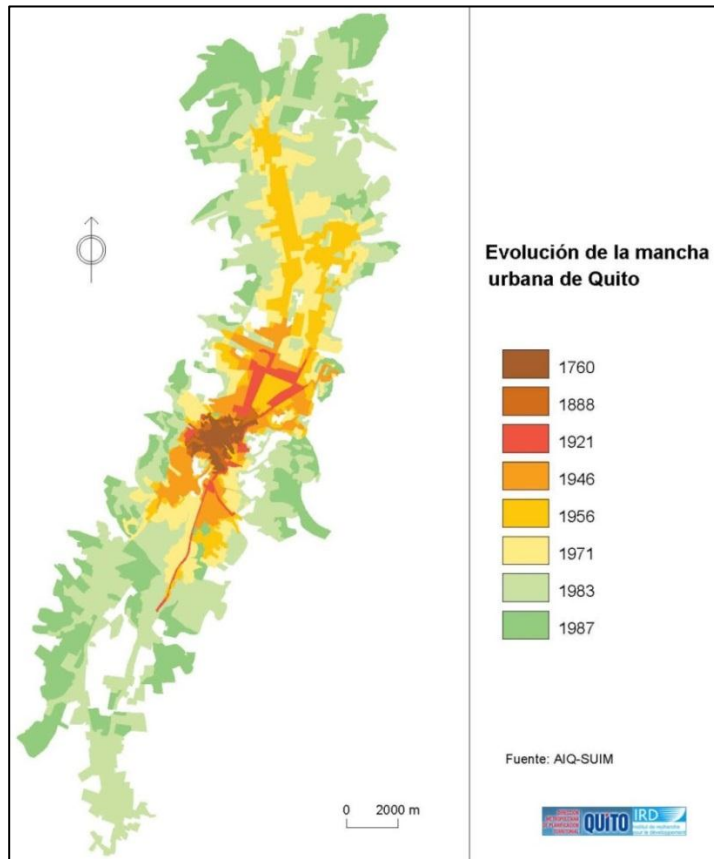 Evolución de la mancha
urbana de Quito
1760
1888
1921
1946
1956
1971
1983
1987
Fuente: AIQ-SUIM
0 2000 m
QUITO
IRD